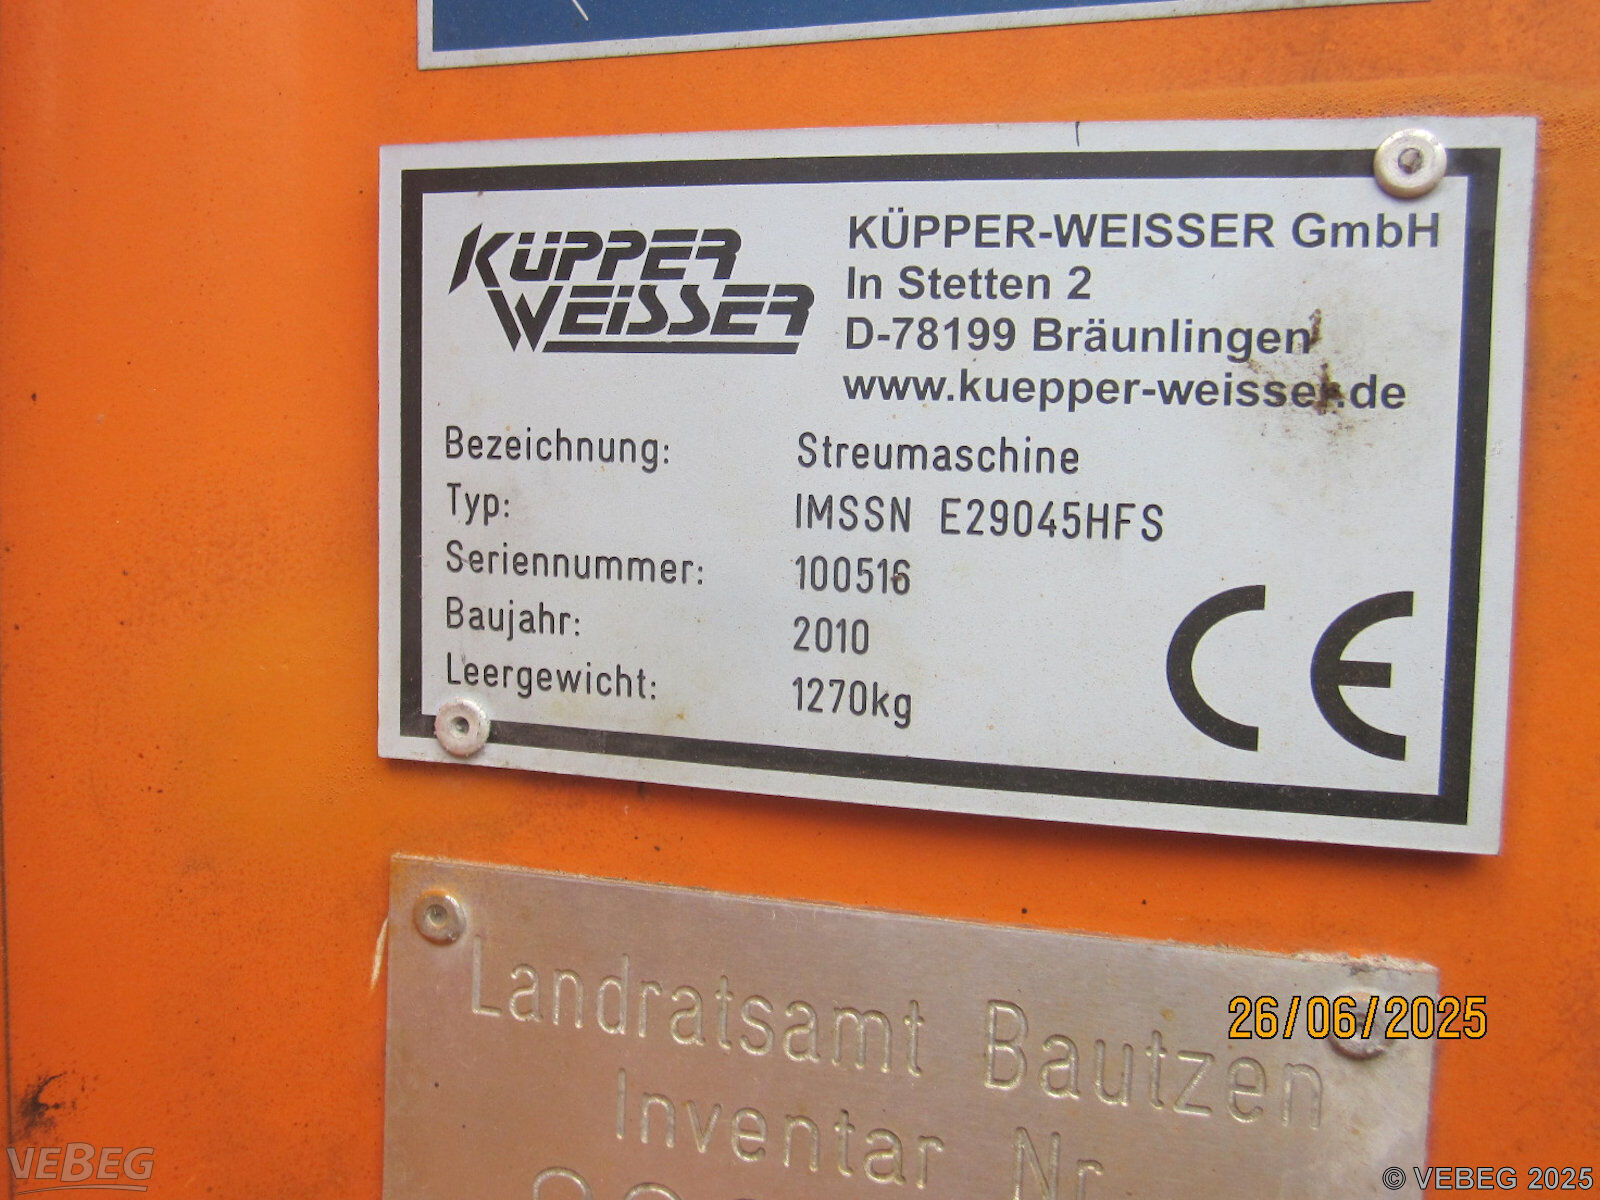 KÜPPER
WEISSER
KÜPPER-WEISSER GmbH
In Stetten 2
D-78199 Bräunlingen
www.kuepper-weisser.de
Bezeichnung: Streumaschine
Typ: IMSSN E29045HFS
Seriennummer: 100516
Baujahr: 2010
Leergewicht: 1270kg
CE
Landratsamt Bautzen
Inventar Nr
26/06/2025
VEBEG
© VEBEG 2025